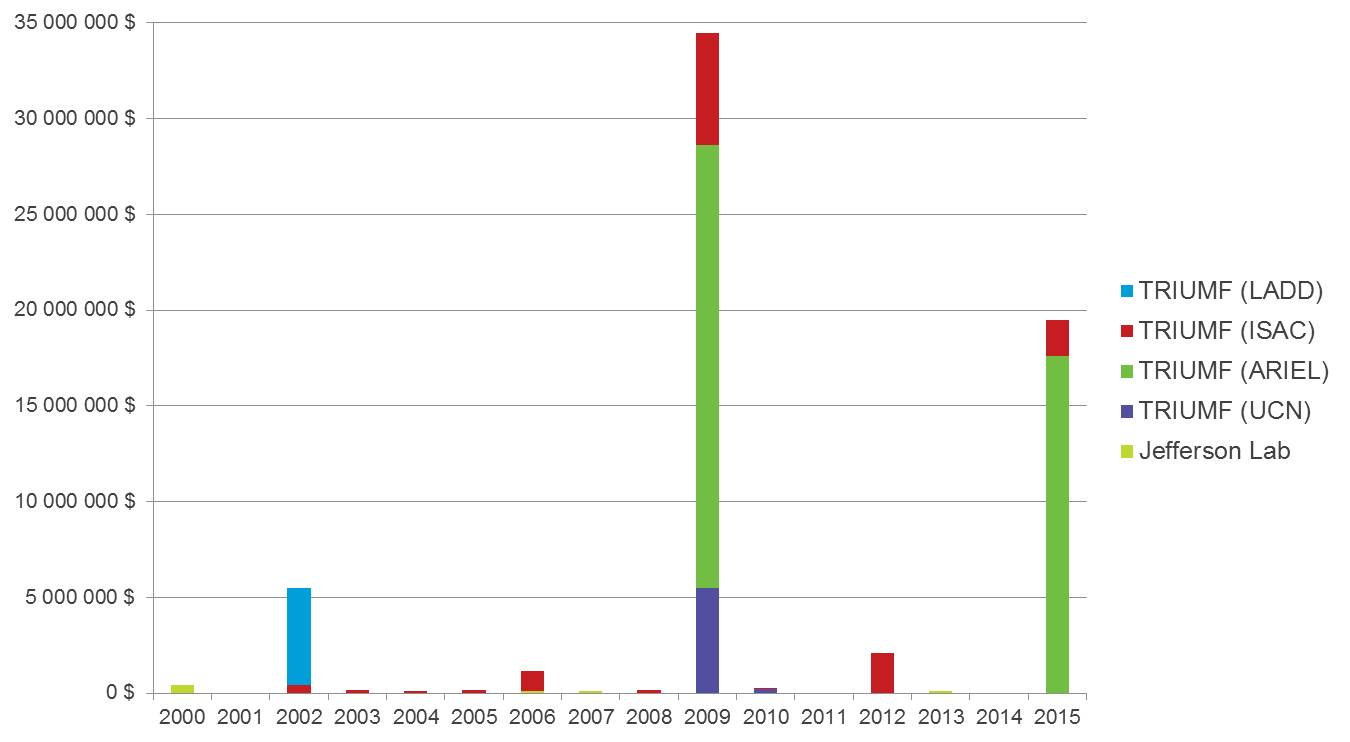 35 000 000 $
30 000 000 $
25 000 000 $
20 000 000 $
15 000 000 $
10 000 000 $
5 000 000 $
0 $
2000 2001 2002 2003 2004 2005 2006 2007 2008 2009 2010 2011 2012 2013 2014 2015
TRIUMF (LADD)
TRIUMF (ISAC)
TRIUMF (ARIEL)
TRIUMF (UCN)
Jefferson Lab